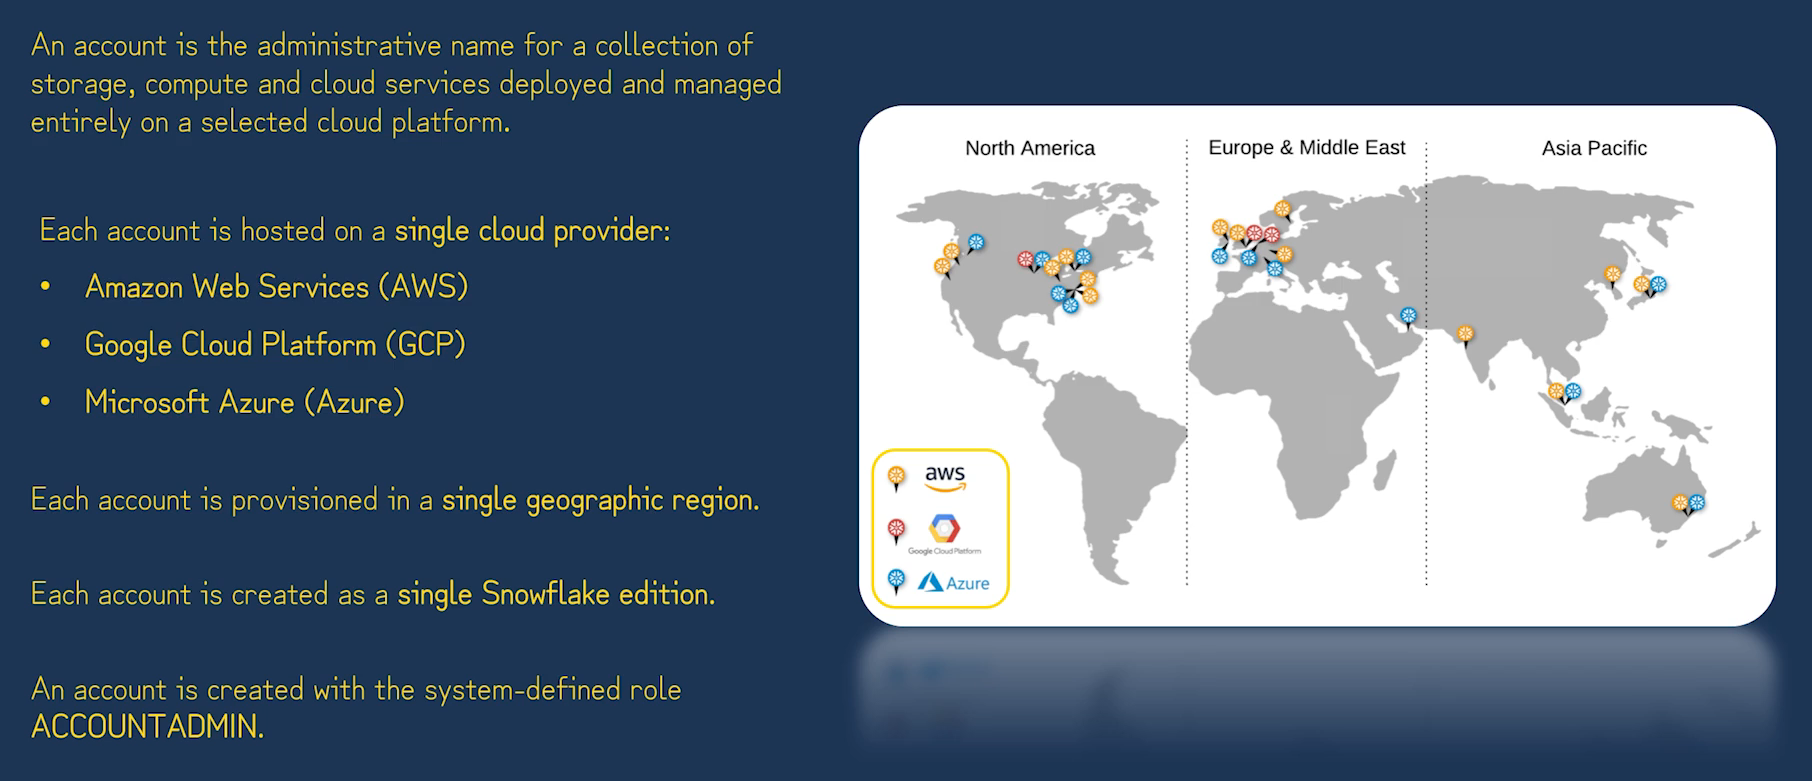 An account is the administrative name for a collection of
storage, compute and cloud services deployed and managed
entirely on a selected cloud platform.
Each account is hosted on a single cloud provider:
• Amazon Web Services (AWS)
• Google Cloud Platform (GCP)
• Microsoft Azure (Azure)
Each account is provisioned in a single geographic region.
Each account is created as a single Snowflake edition.
An account is created with the system-defined role
ACCOUNTADMIN.
North America
Europe & Middle East
Asia Pacific
aws
Google Cloud Platform
Azure